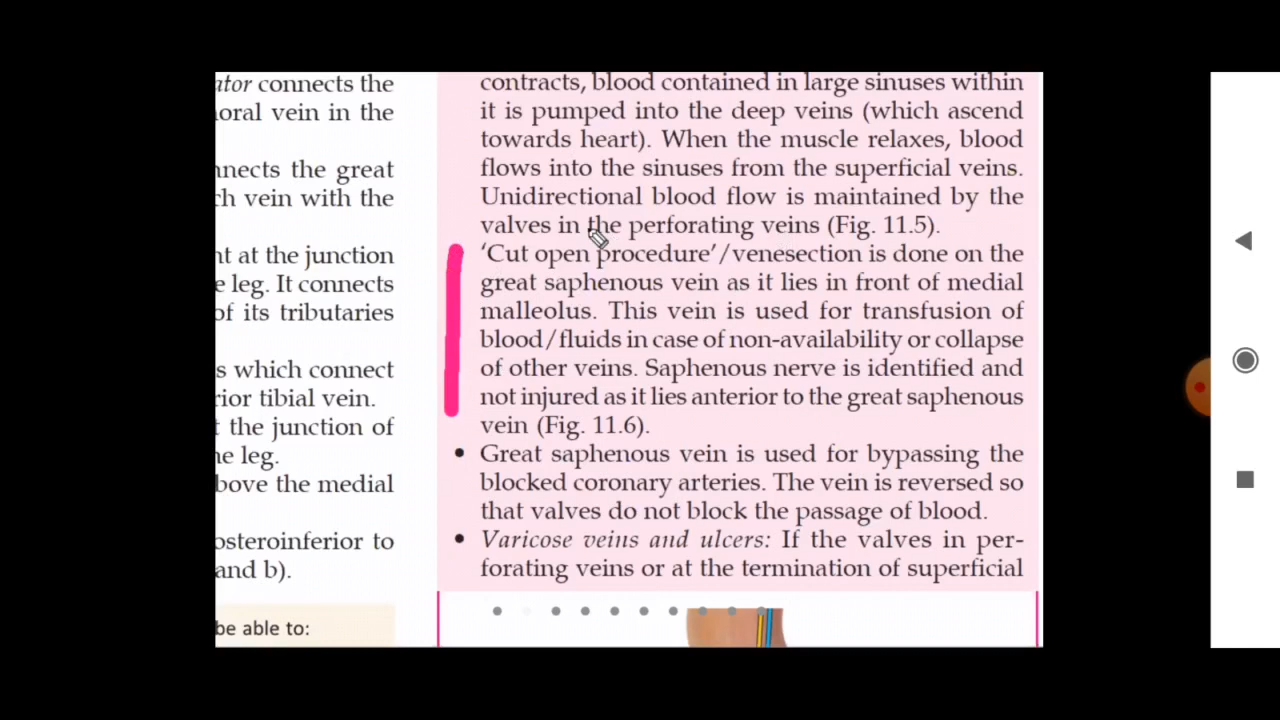 ator connects the
oral vein in the
nnects the great
ch vein with the
nt at the junction
e leg. It connects
of its tributaries
s which connect
rior tibial vein.
t the junction of
he leg.
bove the medial
osteroinferior to
and b).
be able to:
contracts, blood contained in large sinuses within
it is pumped into the deep veins (which ascend
towards heart). When the muscle relaxes, blood
flows into the sinuses from the superficial veins.
Unidirectional blood flow is maintained by the
valves in the perforating veins (Fig. 11.5).
‘Cut open procedure’/venesection is done on the
great saphenous vein as it lies in front of medial
malleolus. This vein is used for transfusion of
blood/fluids in case of non-availability or collapse
of other veins. Saphenous nerve is identified and
not injured as it lies anterior to the great saphenous
vein (Fig. 11.6).
• Great saphenous vein is used for bypassing the
blocked coronary arteries. The vein is reversed so
that valves do not block the passage of blood.
• Varicose veins and ulcers: If the valves in per-
forating veins or at the termination of superficial